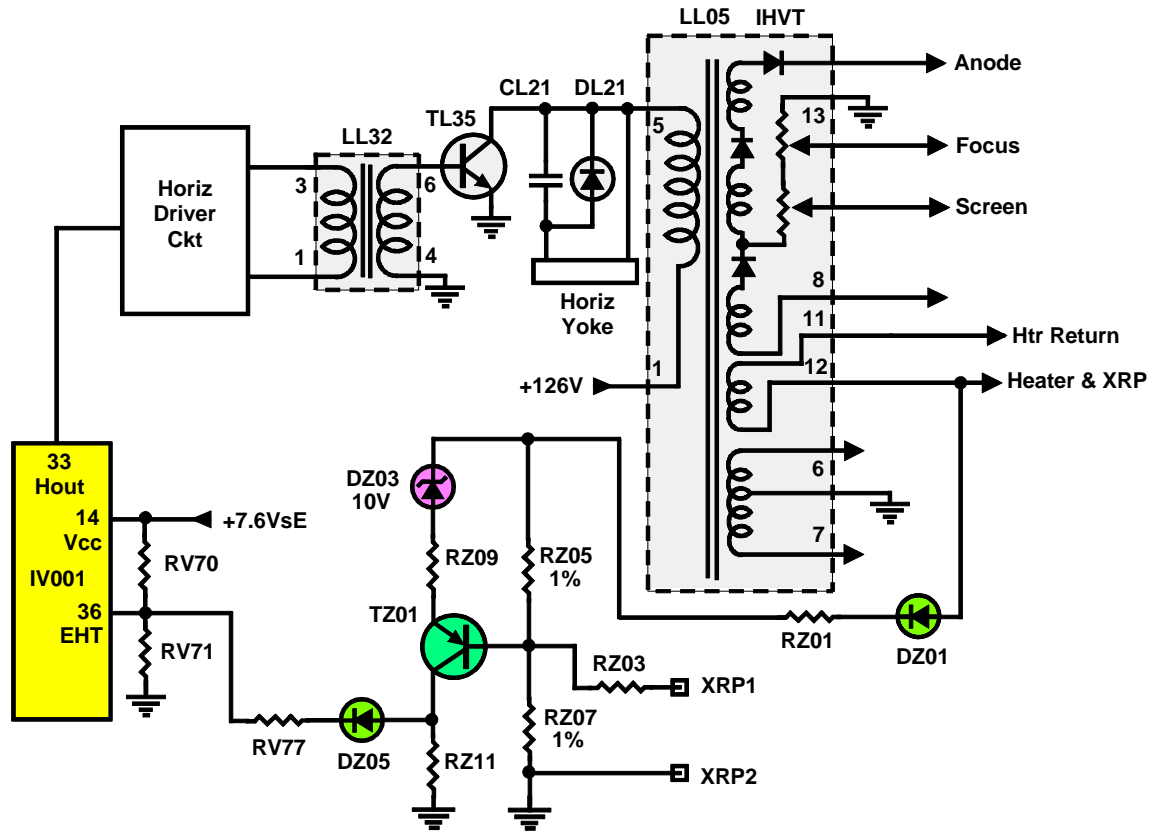 LL05 IHVT
Anode
CL21 DL21
TL35
5
13
LL32
Focus
3
6
Horiz
Driver
Ckt
Screen
1
4
8
Horiz
Yoke
11
Htr Return
1
12
+126V
Heater & XRP
33
Hout
DZ03
10V
6
14
Vcc
+7.6VsE
7
RV70
RZ09
RZ05
1%
IV001
36
EHT
TZ01
RV71
RZ01
DZ01
RZ03
XRP1
RZ07
1%
RV77
DZ05
RZ11
XRP2